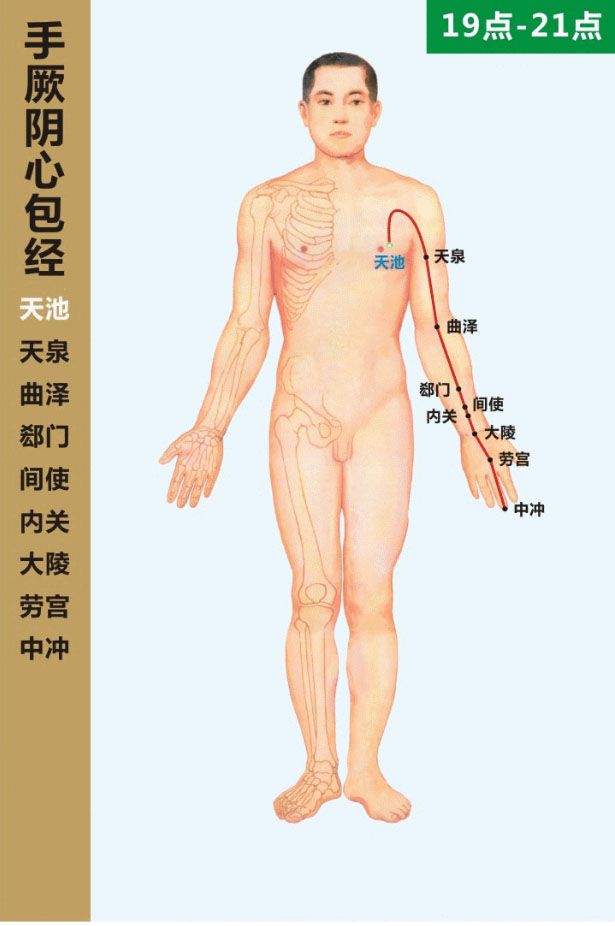 19点-21点
手厥阴心包经
天池
天泉
曲泽
郄门
间使
内关
大陵
劳宫
中冲
天池
天泉
曲泽
郄门
间使
内关
大陵
劳宫
中冲